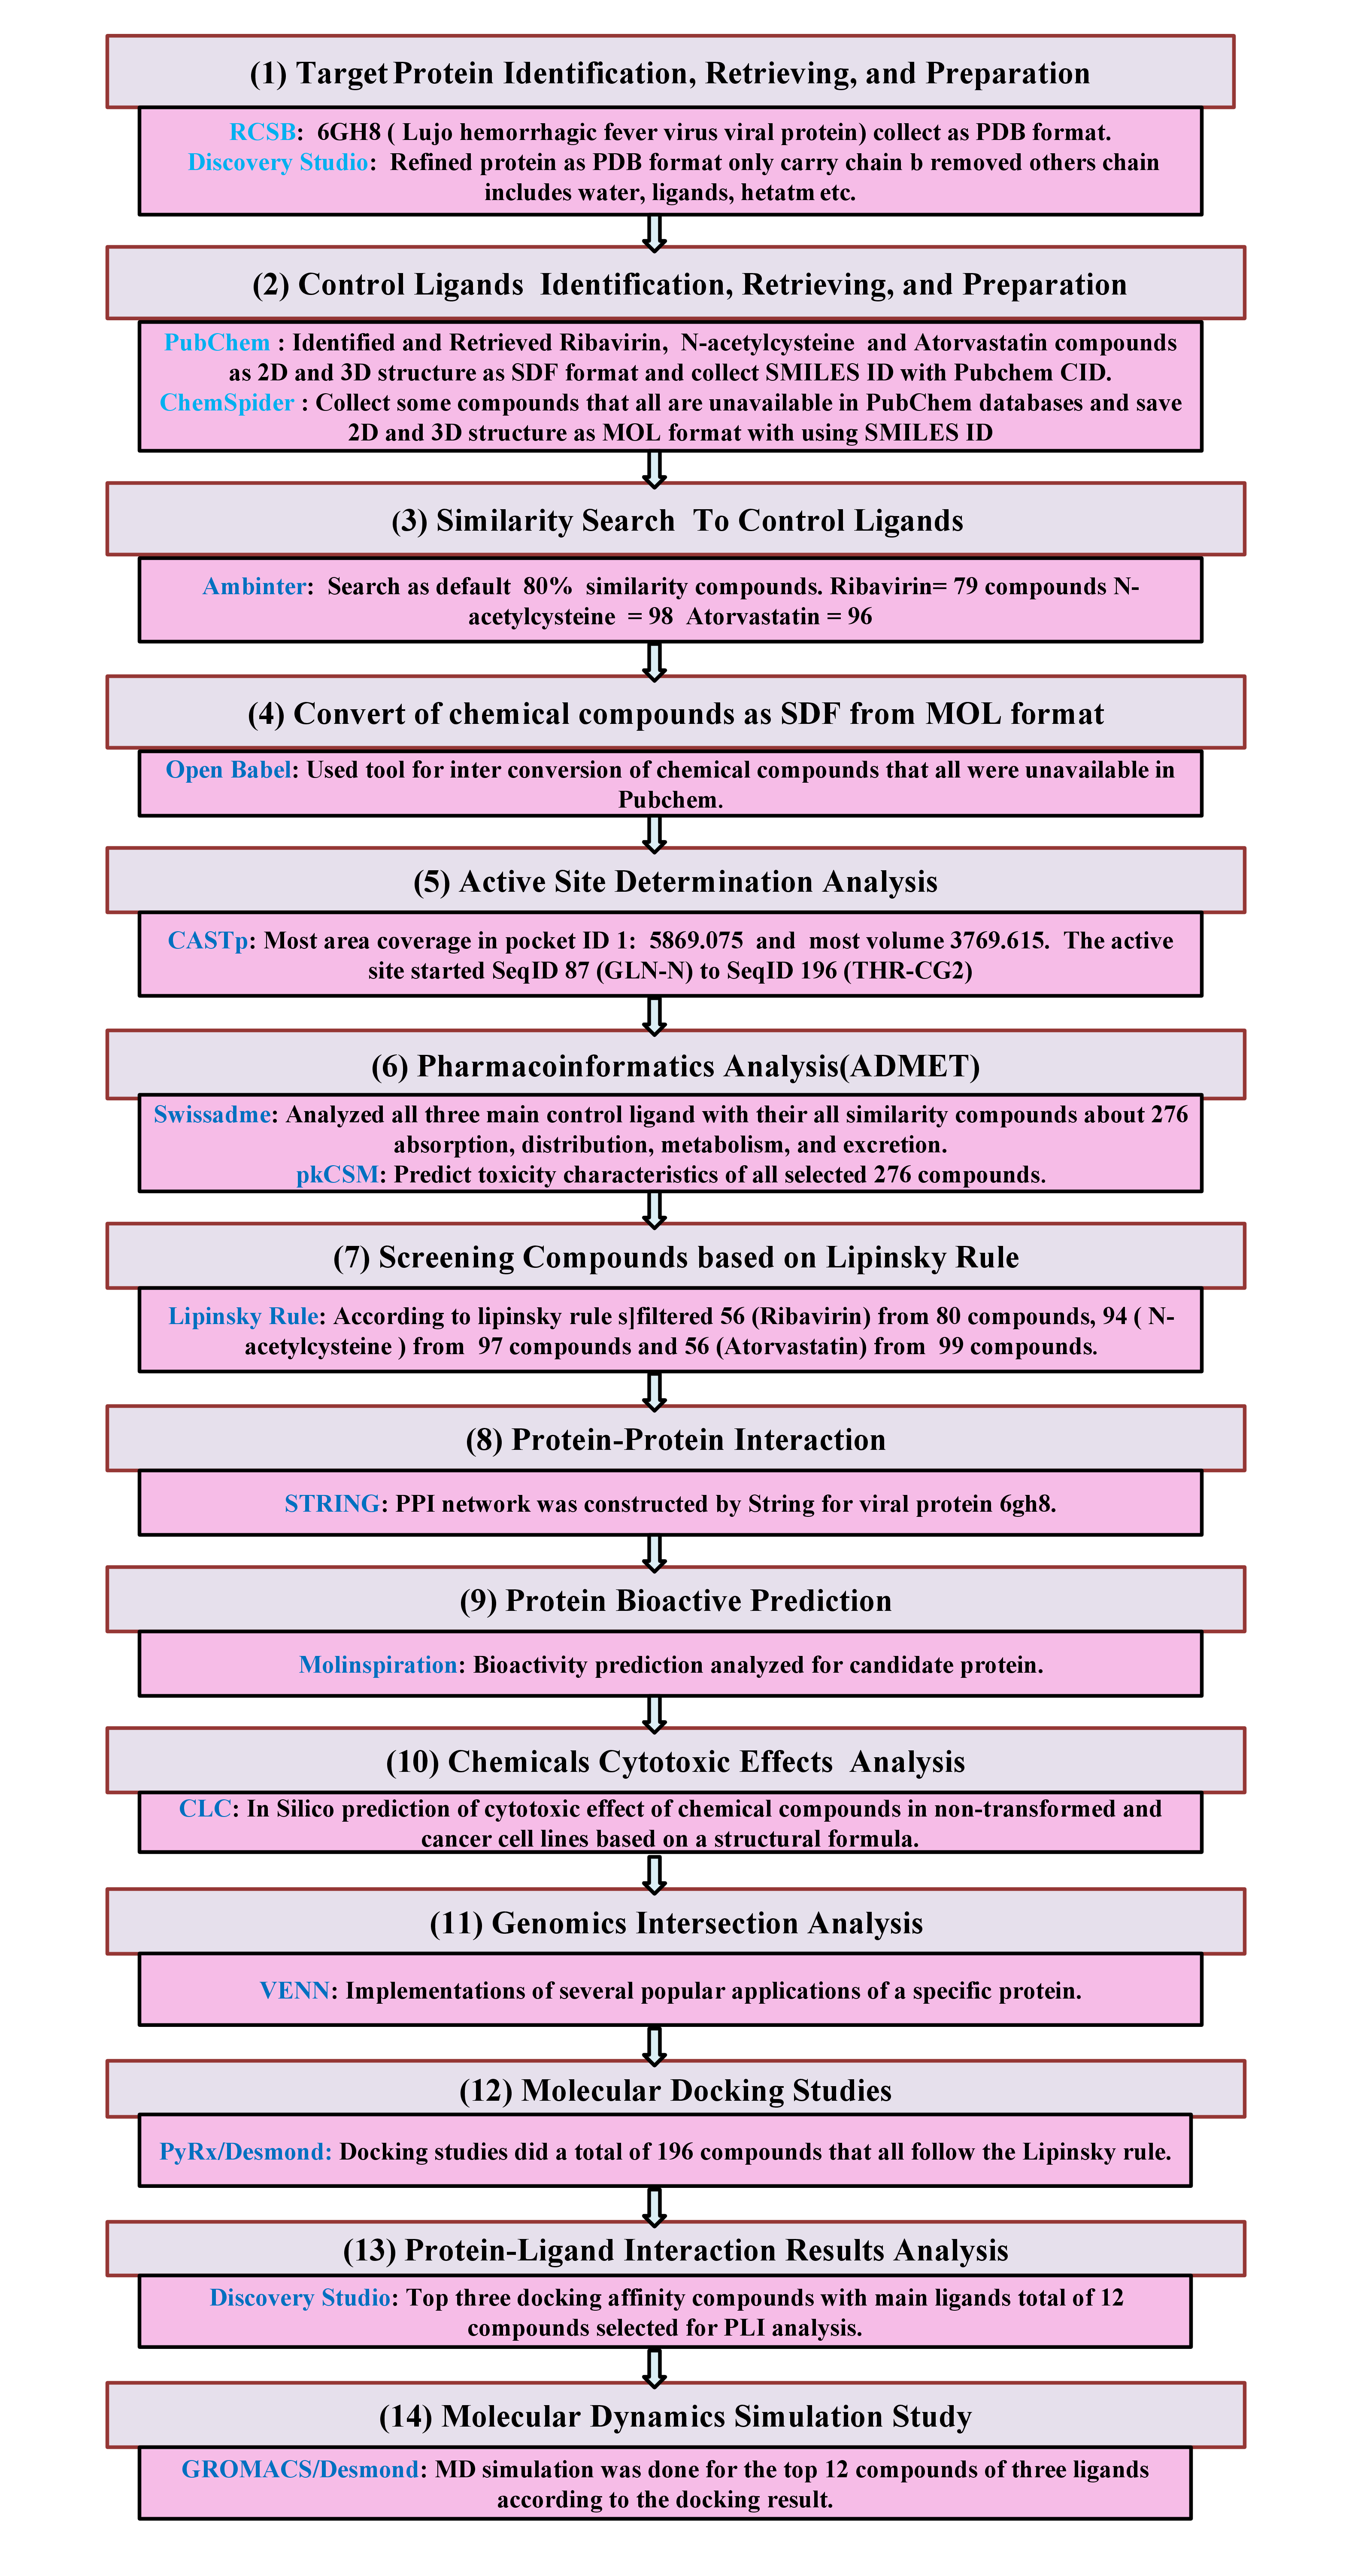 (1) Target Protein Identification, Retrieving, and Preparation
RCSB: 6GH8 ( Lujo hemorrhagic fever virus viral protein) collect as PDB format.
Discovery Studio: Refined protein as PDB format only carry chain b removed others chain
includes water, ligands, hetatm etc.
(2) Control Ligands Identification, Retrieving, and Preparation
PubChem : Identified and Retrieved Ribavirin, N-acetylcysteine and Atorvastatin compounds
as 2D and 3D structure as SDF format and collect SMILES ID with Pubchem CID.
ChemSpider : Collect some compounds that all are unavailable in PubChem databases and save
2D and 3D structure as MOL format with using SMILES ID
(3) Similarity Search To Control Ligands
Ambinter: Search as default 80% similarity compounds. Ribavirin= 79 compounds N-
acetylcysteine = 98 Atorvastatin = 96
(4) Convert of chemical compounds as SDF from MOL format
Open Babel: Used tool for inter conversion of chemical compounds that all were unavailable in
Pubchem.
(5) Active Site Determination Analysis
CASTp: Most area coverage in pocket ID 1: 5869.075 and most volume 3769.615. The active
site started SeqID 87 (GLN-N) to SeqID 196 (THR-CG2)
(6) Pharmacoinformatics Analysis(ADMET)
Swissadme: Analyzed all three main control ligand with their all similarity compounds about 276
absorption, distribution, metabolism, and excretion.
pkCSM: Predict toxicity characteristics of all selected 276 compounds.
(7) Screening Compounds based on Lipinsky Rule
Lipinsky Rule: According to lipinsky rule s]filtered 56 (Ribavirin) from 80 compounds, 94 ( N-
acetylcysteine ) from 97 compounds and 56 (Atorvastatin) from 99 compounds.
(8) Protein-Protein Interaction
STRING: PPI network was constructed by String for viral protein 6gh8.
(9) Protein Bioactive Prediction
Molinspiration: Bioactivity prediction analyzed for candidate protein.
(10) Chemicals Cytotoxic Effects Analysis
CLC: In Silico prediction of cytotoxic effect of chemical compounds in non-transformed and
cancer cell lines based on a structural formula.
(11) Genomics Intersection Analysis
VENN: Implementations of several popular applications of a specific protein.
(12) Molecular Docking Studies
PyRx/Desmond: Docking studies did a total of 196 compounds that all follow the Lipinsky rule.
(13) Protein-Ligand Interaction Results Analysis
Discovery Studio: Top three docking affinity compounds with main ligands total of 12
compounds selected for PLI analysis.
(14) Molecular Dynamics Simulation Study
GROMACS/Desmond: MD simulation was done for the top 12 compounds of three ligands
according to the docking result.